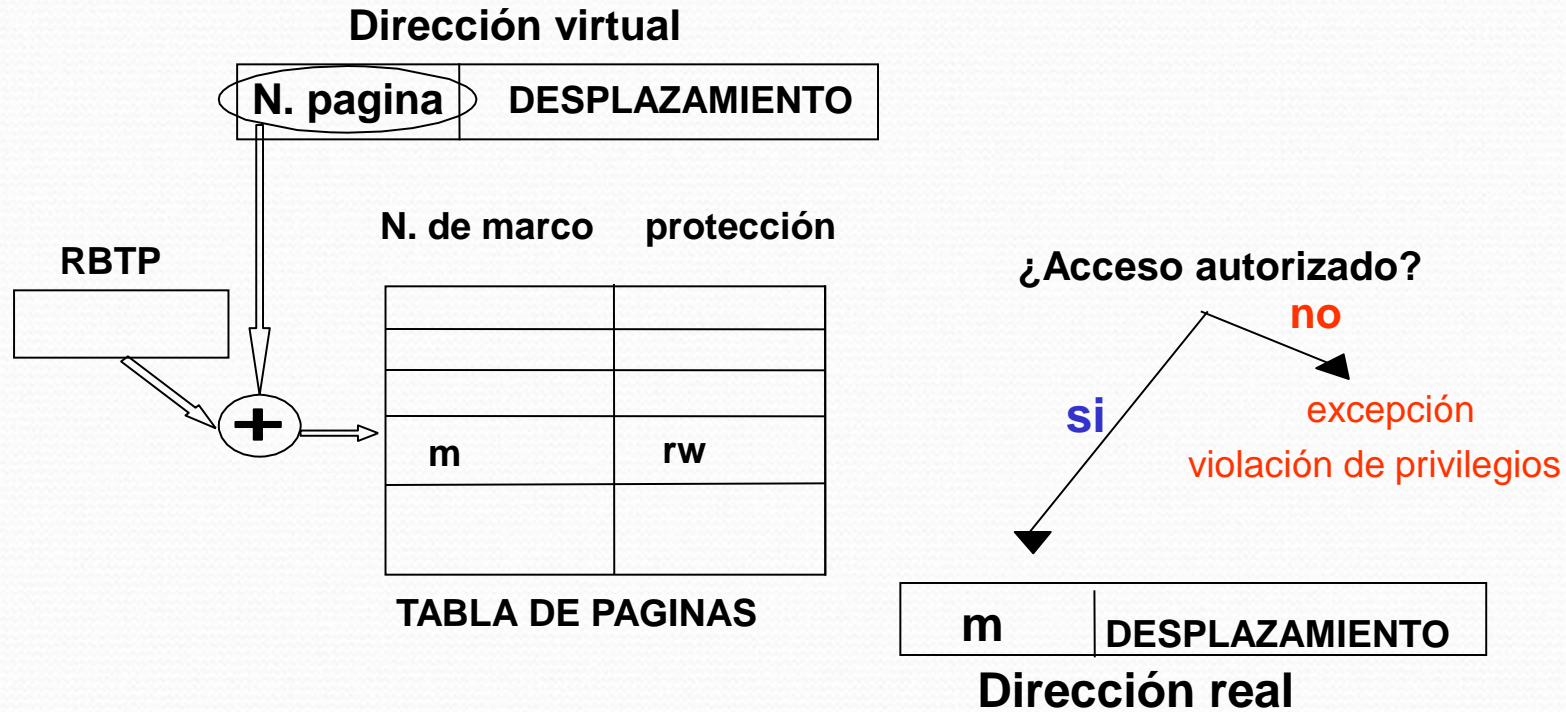 Dirección virtual
N. pagina DESPLAZAMIENTO
N. de marco protección
RBTP
¿Acceso autorizado?
no
si
excepción
violación de privilegios
+
m rw
TABLA DE PAGINAS
m DESPLAZAMIENTO
Dirección real